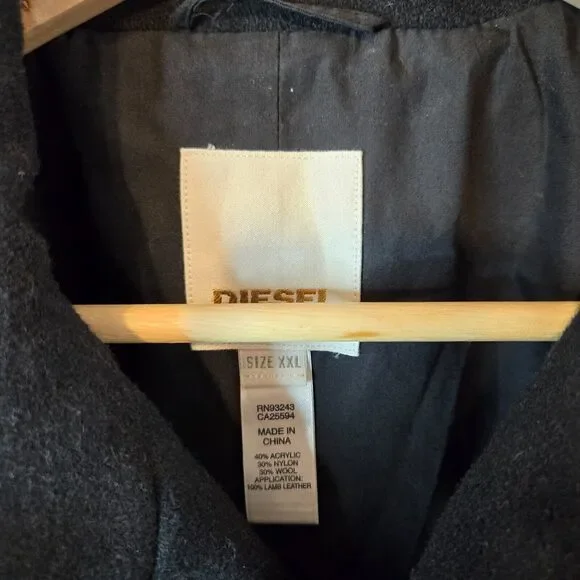 DIESEL
SIZE XXL
RN93243
CA25594
MADE IN
CHINA
40% ACRYLIC
30% NYLON
30% WOOL
APPLICATION:
100% LAMB LEATHER